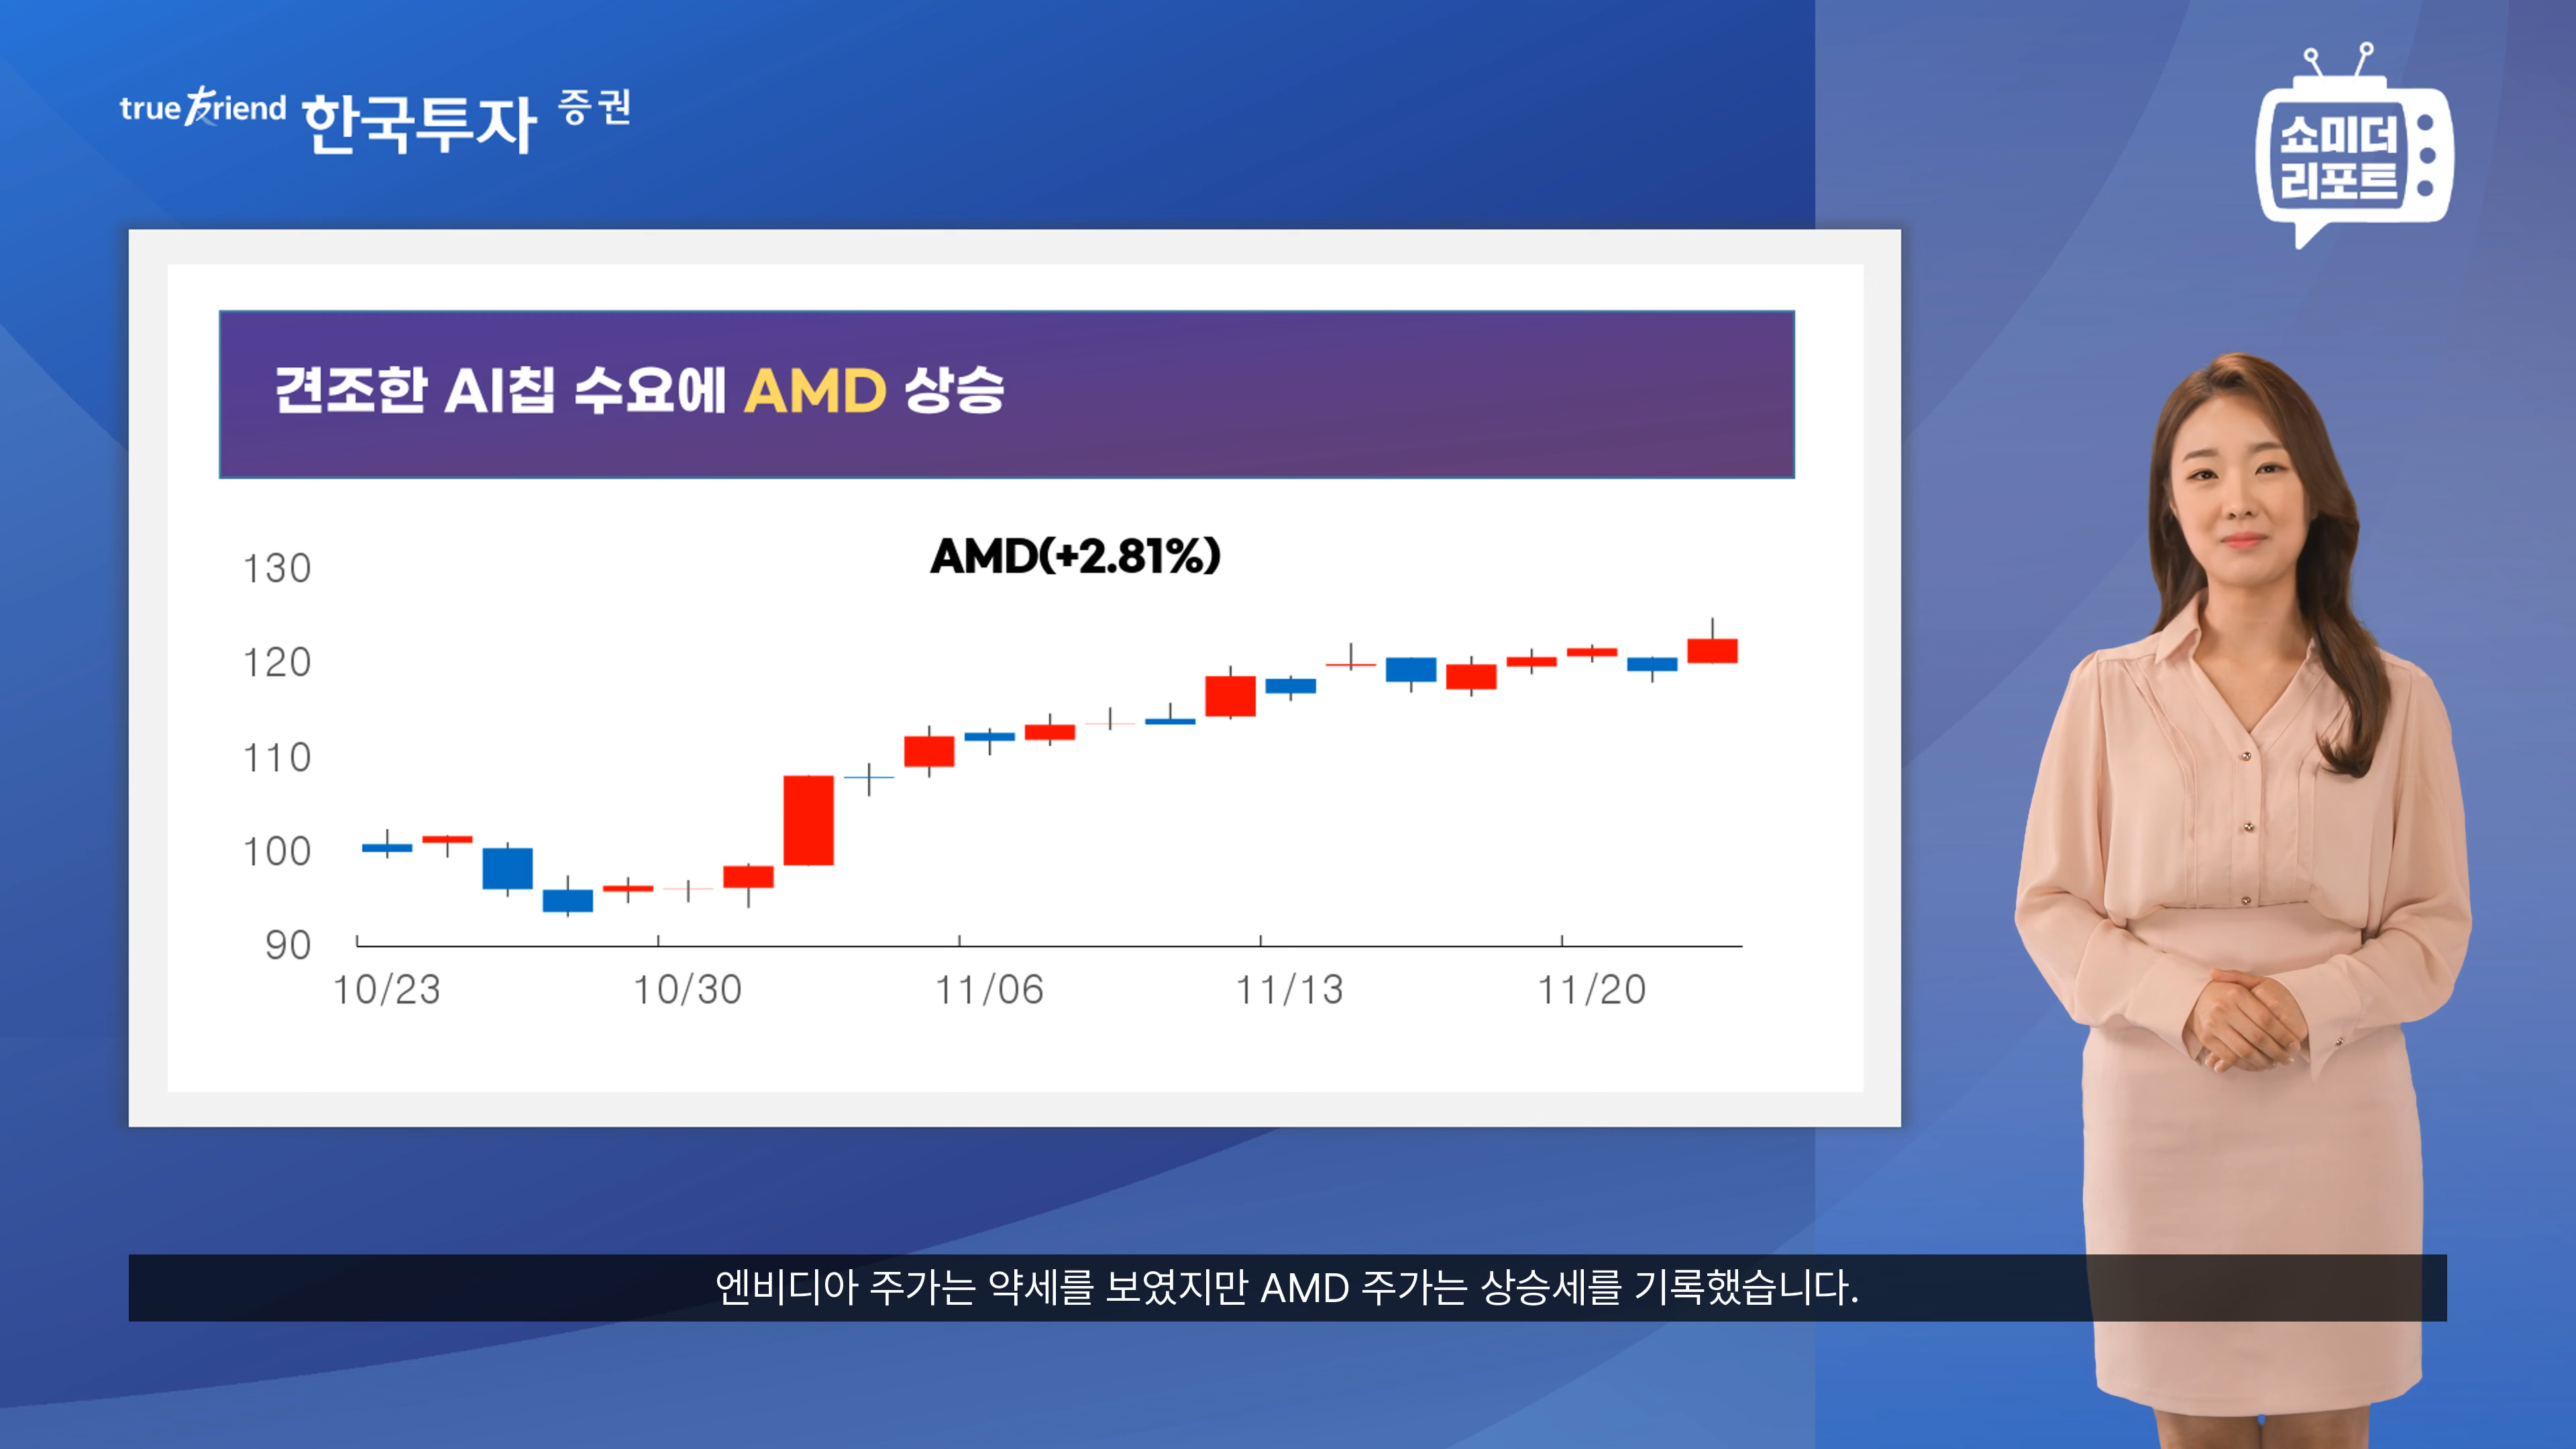 true friend 한국투자 증권
쇼미더
리포트
견조한 AI칩 수요에 AMD 상승
AMD(+2.81%)
130
120
110
100
90
10/23 10/30 11/06 11/13 11/20
엔비디아 주가는 약세를 보였지만 AMD 주가는 상승세를 기록했습니다.